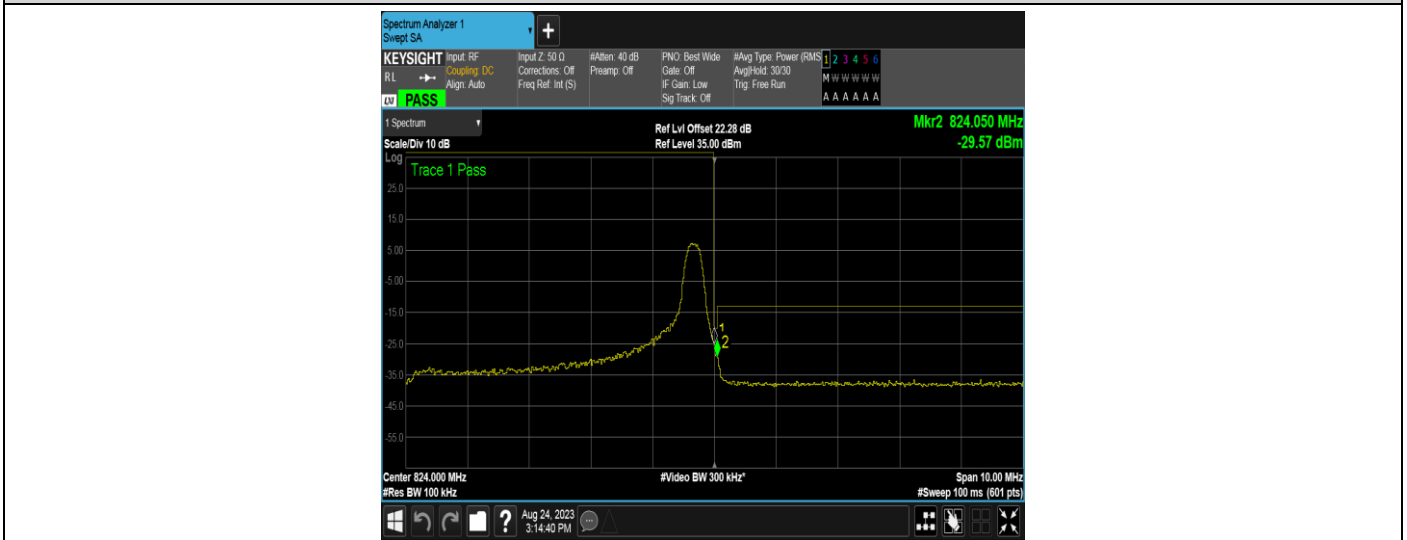 Spectrum Analyzer 1
Swept SA
+
KEYSIGHT
RL
LXI PASS
Input: RF
Coupling: DC
Align: Auto
Input Z: 50 Ω
Corrections: Off
Freq Ref: Int (S)
#Atten: 40 dB
Preamp: Off
PNO: Best Wide
Gate: Off
IF Gain: Low
Sig Track: Off
#Avg Type: Power (RMS
Avg|Hold: 30/30
Trig: Free Run
1 2 3 4 5 6
M W W W W W
A A A A A A
1 Spectrum
Scale/Div 10 dB
Ref Lvl Offset 22.28 dB
Ref Level 35.00 dBm
Mkr2 824.050 MHz
-29.57 dBm
Log
Trace 1 Pass
25.0
15.0
5.00
-5.00
-15.0
-25.0
-35.0
-45.0
-55.0
1
2
Center 824.000 MHz
#Res BW 100 kHz
#Video BW 300 kHz*
Span 10.00 MHz
#Sweep 100 ms (601 pts)
?
Aug 24, 2023
3:14:40 PM